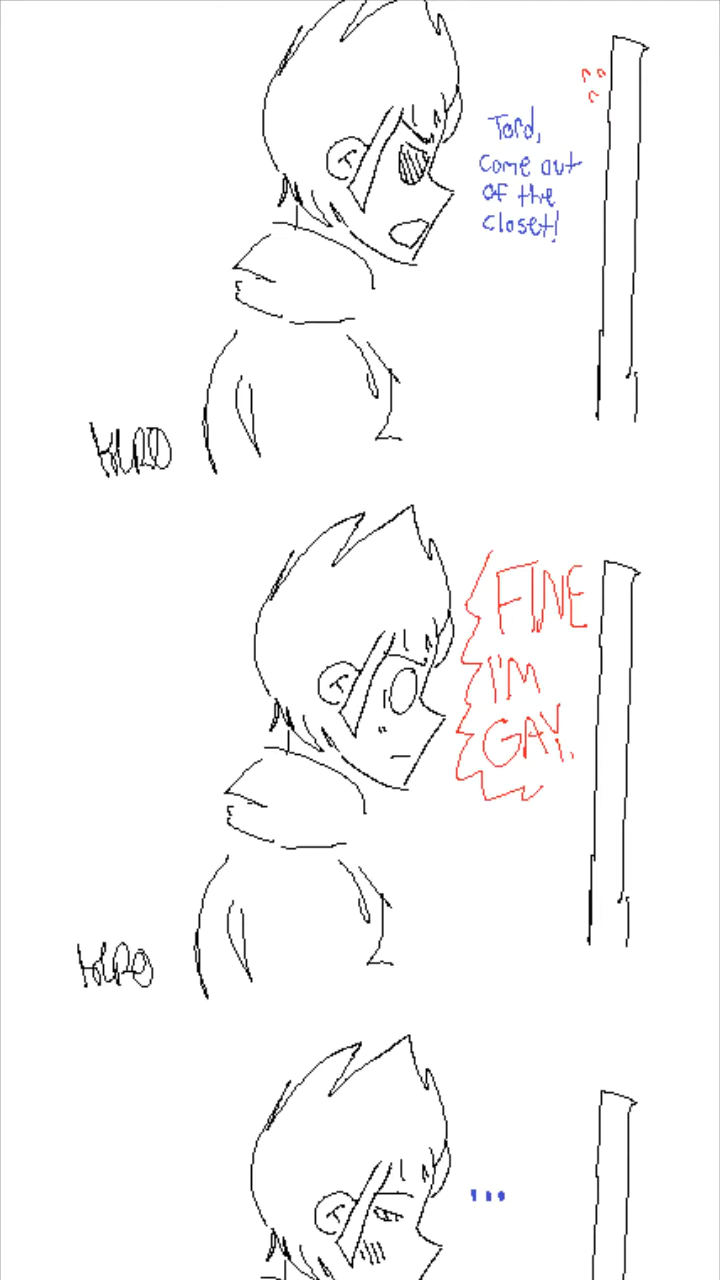 ? ?
?
Tord,
come out
of the
closet!
FINE
I'M
GAY.
...